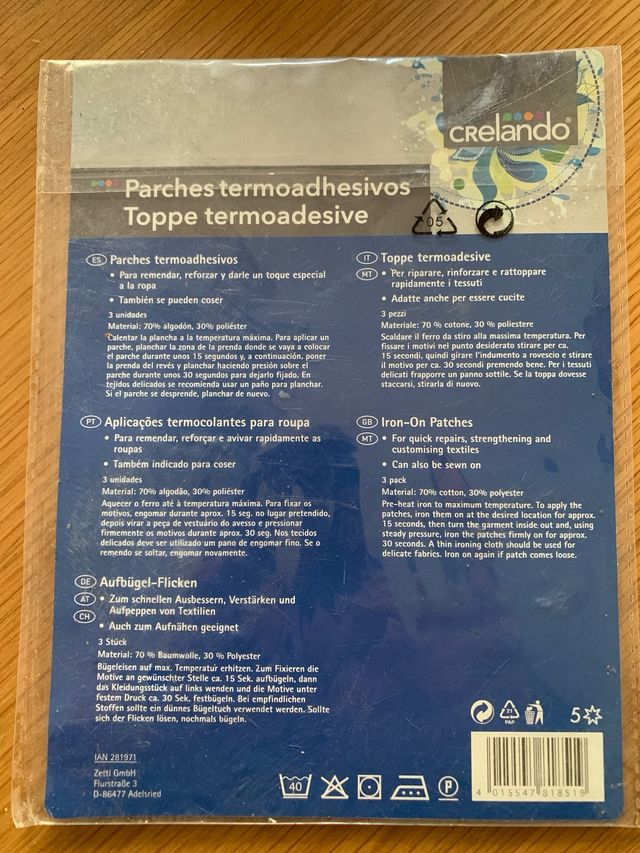 CRelando®
Parches termoadhesivos
Toppe termoadesive
05
ES Parches termoadhesivos
• Para remendar, reforzar y darle un toque especial
a la ropa
• También se pueden coser
3 unidades
Material: 70% algodón, 30% poliéster
Calentar la plancha a la temperatura máxima. Para aplicar un
parche, planchar la zona de la prenda donde se vaya a colocar
el parche durante unos 15 segundos y, a continuación, poner
la prenda del revés y planchar haciendo presión sobre el
parche durante unos 30 segundos para dejarlo fijado. En
tejidos delicados se recomienda usar un paño para planchar.
Si el parche se desprende, planchar de nuevo.
PT Aplicações termocolantes para roupa
• Para remendar, reforçar e avivar rapidamente as
roupas
• Também indicado para coser
3 unidades
Material: 70% algodão, 30% poliéster
Aquecer o ferro até à temperatura máxima. Para fixar os
motivos, engomar durante aprox. 15 seg. no lugar pretendido,
depois virar a peça de vestuário do avesso e pressionar
firmemente os motivos durante aprox. 30 seg. Nos tecidos
delicados deve ser utilizado um pano de engomar fino. Se o
remendo se soltar, engomar novamente.
DE Aufbügel-Flicken
AT • Zum schnellen Ausbessern, Verstärken und
CH Aufpeppen von Textilien
• Auch zum Aufnähen geeignet
3 Stück
Material: 70 % Baumwolle, 30 % Polyester
Bügeleisen auf max. Temperatur erhitzen. Zum Fixieren die
Motive an gewünschter Stelle ca. 15 Sek. aufbügeln, dann
das Kleidungsstück auf links wenden und die Motive unter
festem Druck ca. 30 Sek. festbügeln. Bei empfindlichen
Stoffen sollte ein dünnes Bügeltuch verwendet werden. Sollte
sich der Flicken lösen, nochmals bügeln.
IAN 281971
Zettl GmbH
Flurstraße 3
D-86477 Adelsried
IT Toppe termoadesive
MT • Per riparare, rinforzare e rattoppare
rapidamente i tessuti
• Adatte anche per essere cucite
3 pezzi
Materiale: 70 % cotone, 30 % poliestere
Scaldare il ferro da stiro alla massima temperatura. Per
fissare i motivi nel punto desiderato stirare per ca.
15 secondi, quindi girare l'indumento a rovescio e stirare
il motivo per ca. 30 secondi premendo bene. Per i tessuti
delicati frapporre un panno sottile. Se la toppa dovesse
staccarsi, stirarla di nuovo.
GB Iron-On Patches
MT • For quick repairs, strengthening and
customising textiles
• Can also be sewn on
3 pack
Material: 70% cotton, 30% polyester
Pre-heat iron to maximum temperature. To apply the
patches, iron them on at the desired location for approx.
15 seconds, then turn the garment inside out and, using
steady pressure, iron the patches firmly on for approx.
30 seconds. A thin ironing cloth should be used for
delicate fabrics. Iron on again if patch comes loose.
21
PAP
5
40
P
4 015547 818519